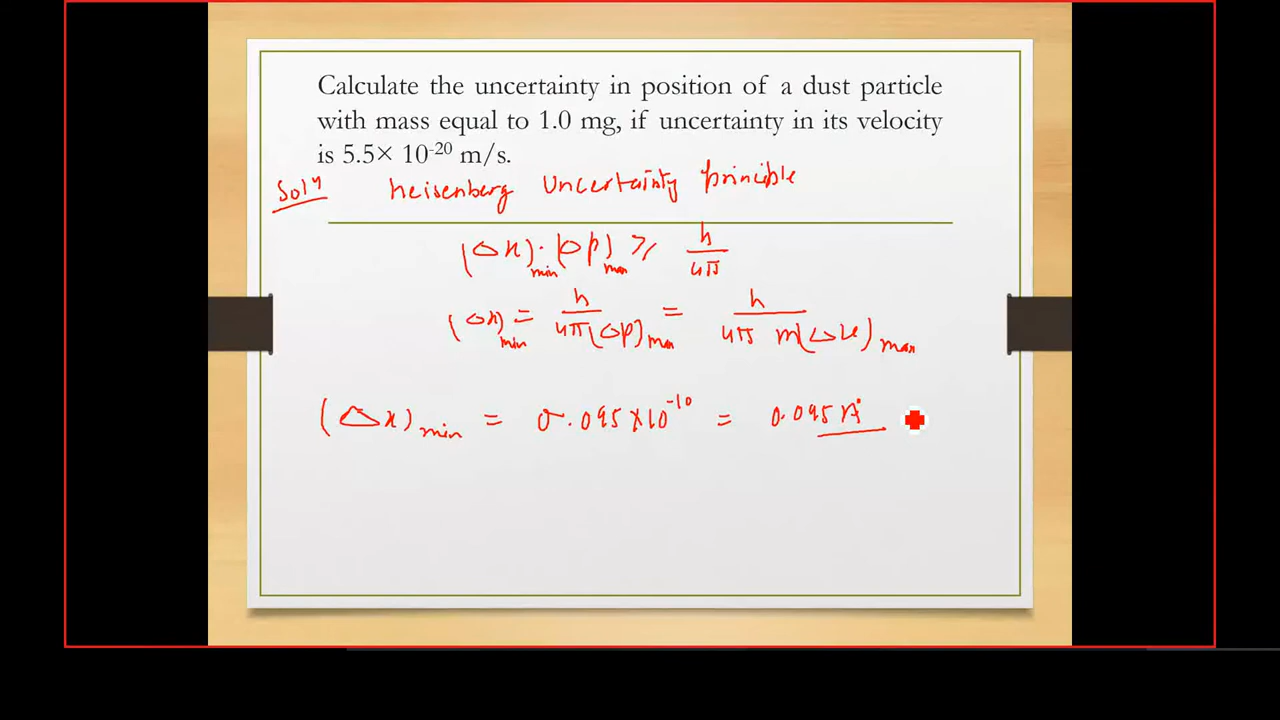 Calculate the uncertainty in position of a dust particle
with mass equal to 1.0 mg, if uncertainty in its velocity
is 5.5× 10⁻²⁰ m/s.
Solⁿ Heisenberg Uncertainty principle
(Δx)min · (Δp)max ≥ h/4π
(Δx)min = h/4π(Δp)max = h/4π m(Δv)max
(Δx)min = 0.095×10⁻¹⁰ = 0.095 A°